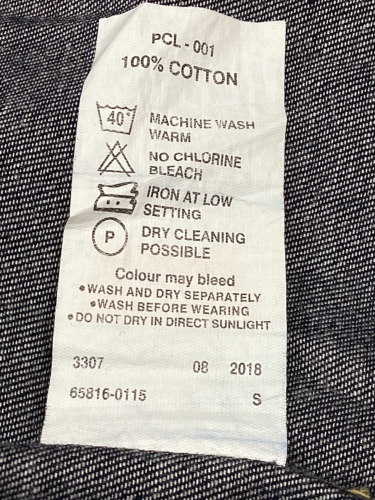 PCL - 001
100% COTTON
40°
MACHINE WASH
WARM
NO CHLORINE
BLEACH
IRON AT LOW
SETTING
P
DRY CLEANING
POSSIBLE
Colour may bleed
•WASH AND DRY SEPARATELY
•WASH BEFORE WEARING
•DO NOT DRY IN DIRECT SUNLIGHT
3307 08 2018
65816-0115 S